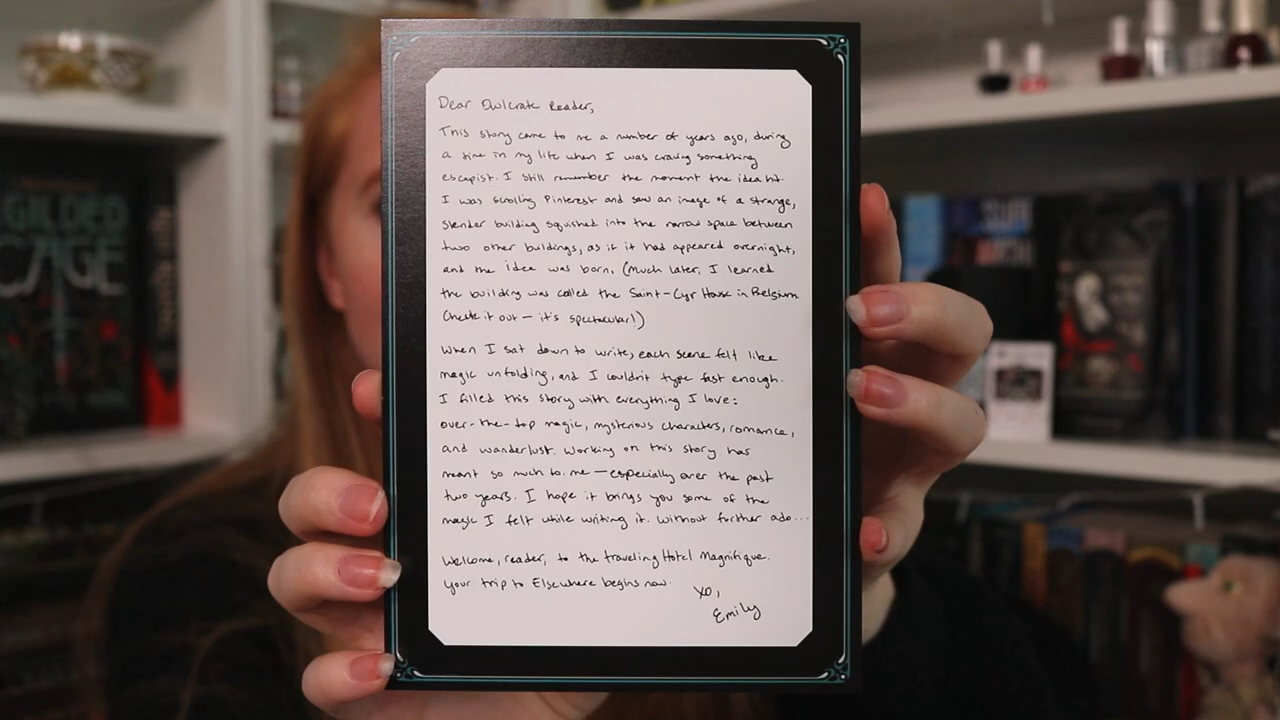 Dear Owlcrate Reader,
This story came to me a number of years ago, during
a time in my life when I was craving something
escapist. I still remember the moment the idea hit.
I was scrolling Pinterest and saw an image of a strange,
slender building squished into the narrow space between
two other buildings, as if it had appeared overnight,
and the idea was born. (Much later, I learned
the building was called the Saint-Cyr House in Belgium
Check it out — it's spectacular!)
When I sat down to write, each scene felt like
magic unfolding, and I couldn't type fast enough.
I filled this story with everything I love:
over-the-top magic, mysterious characters, romance,
and wanderlust. Working on this story has
meant so much to me — especially over the past
two years. I hope it brings you some of the
magic I felt while writing it. Without further ado...
Welcome, reader, to the traveling Hotel Magnifique.
Your trip to Elsewhere begins now.
xo,
Emily
GILDED
CAGE